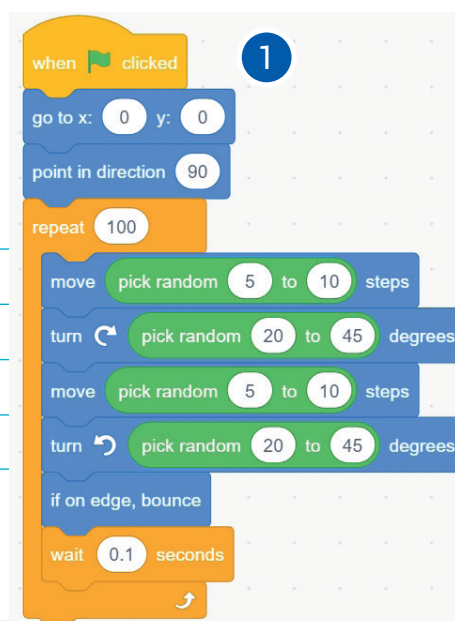 when clicked
1
go to x: 0 y: 0
point in direction 90
repeat 100
move pick random 5 to 10 steps
turn pick random 20 to 45 degrees
move pick random 5 to 10 steps
turn pick random 20 to 45 degrees
if on edge, bounce
wait 0.1 seconds